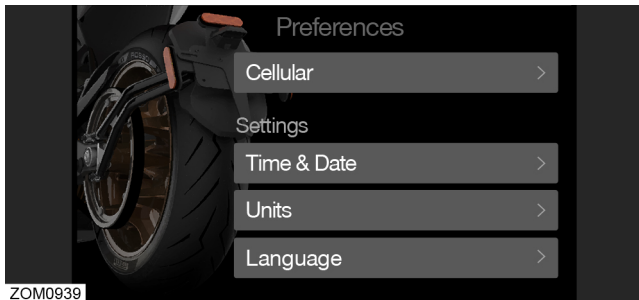 Preferences
Cellular
Settings
Time & Date
Units
Language
ZOM0939